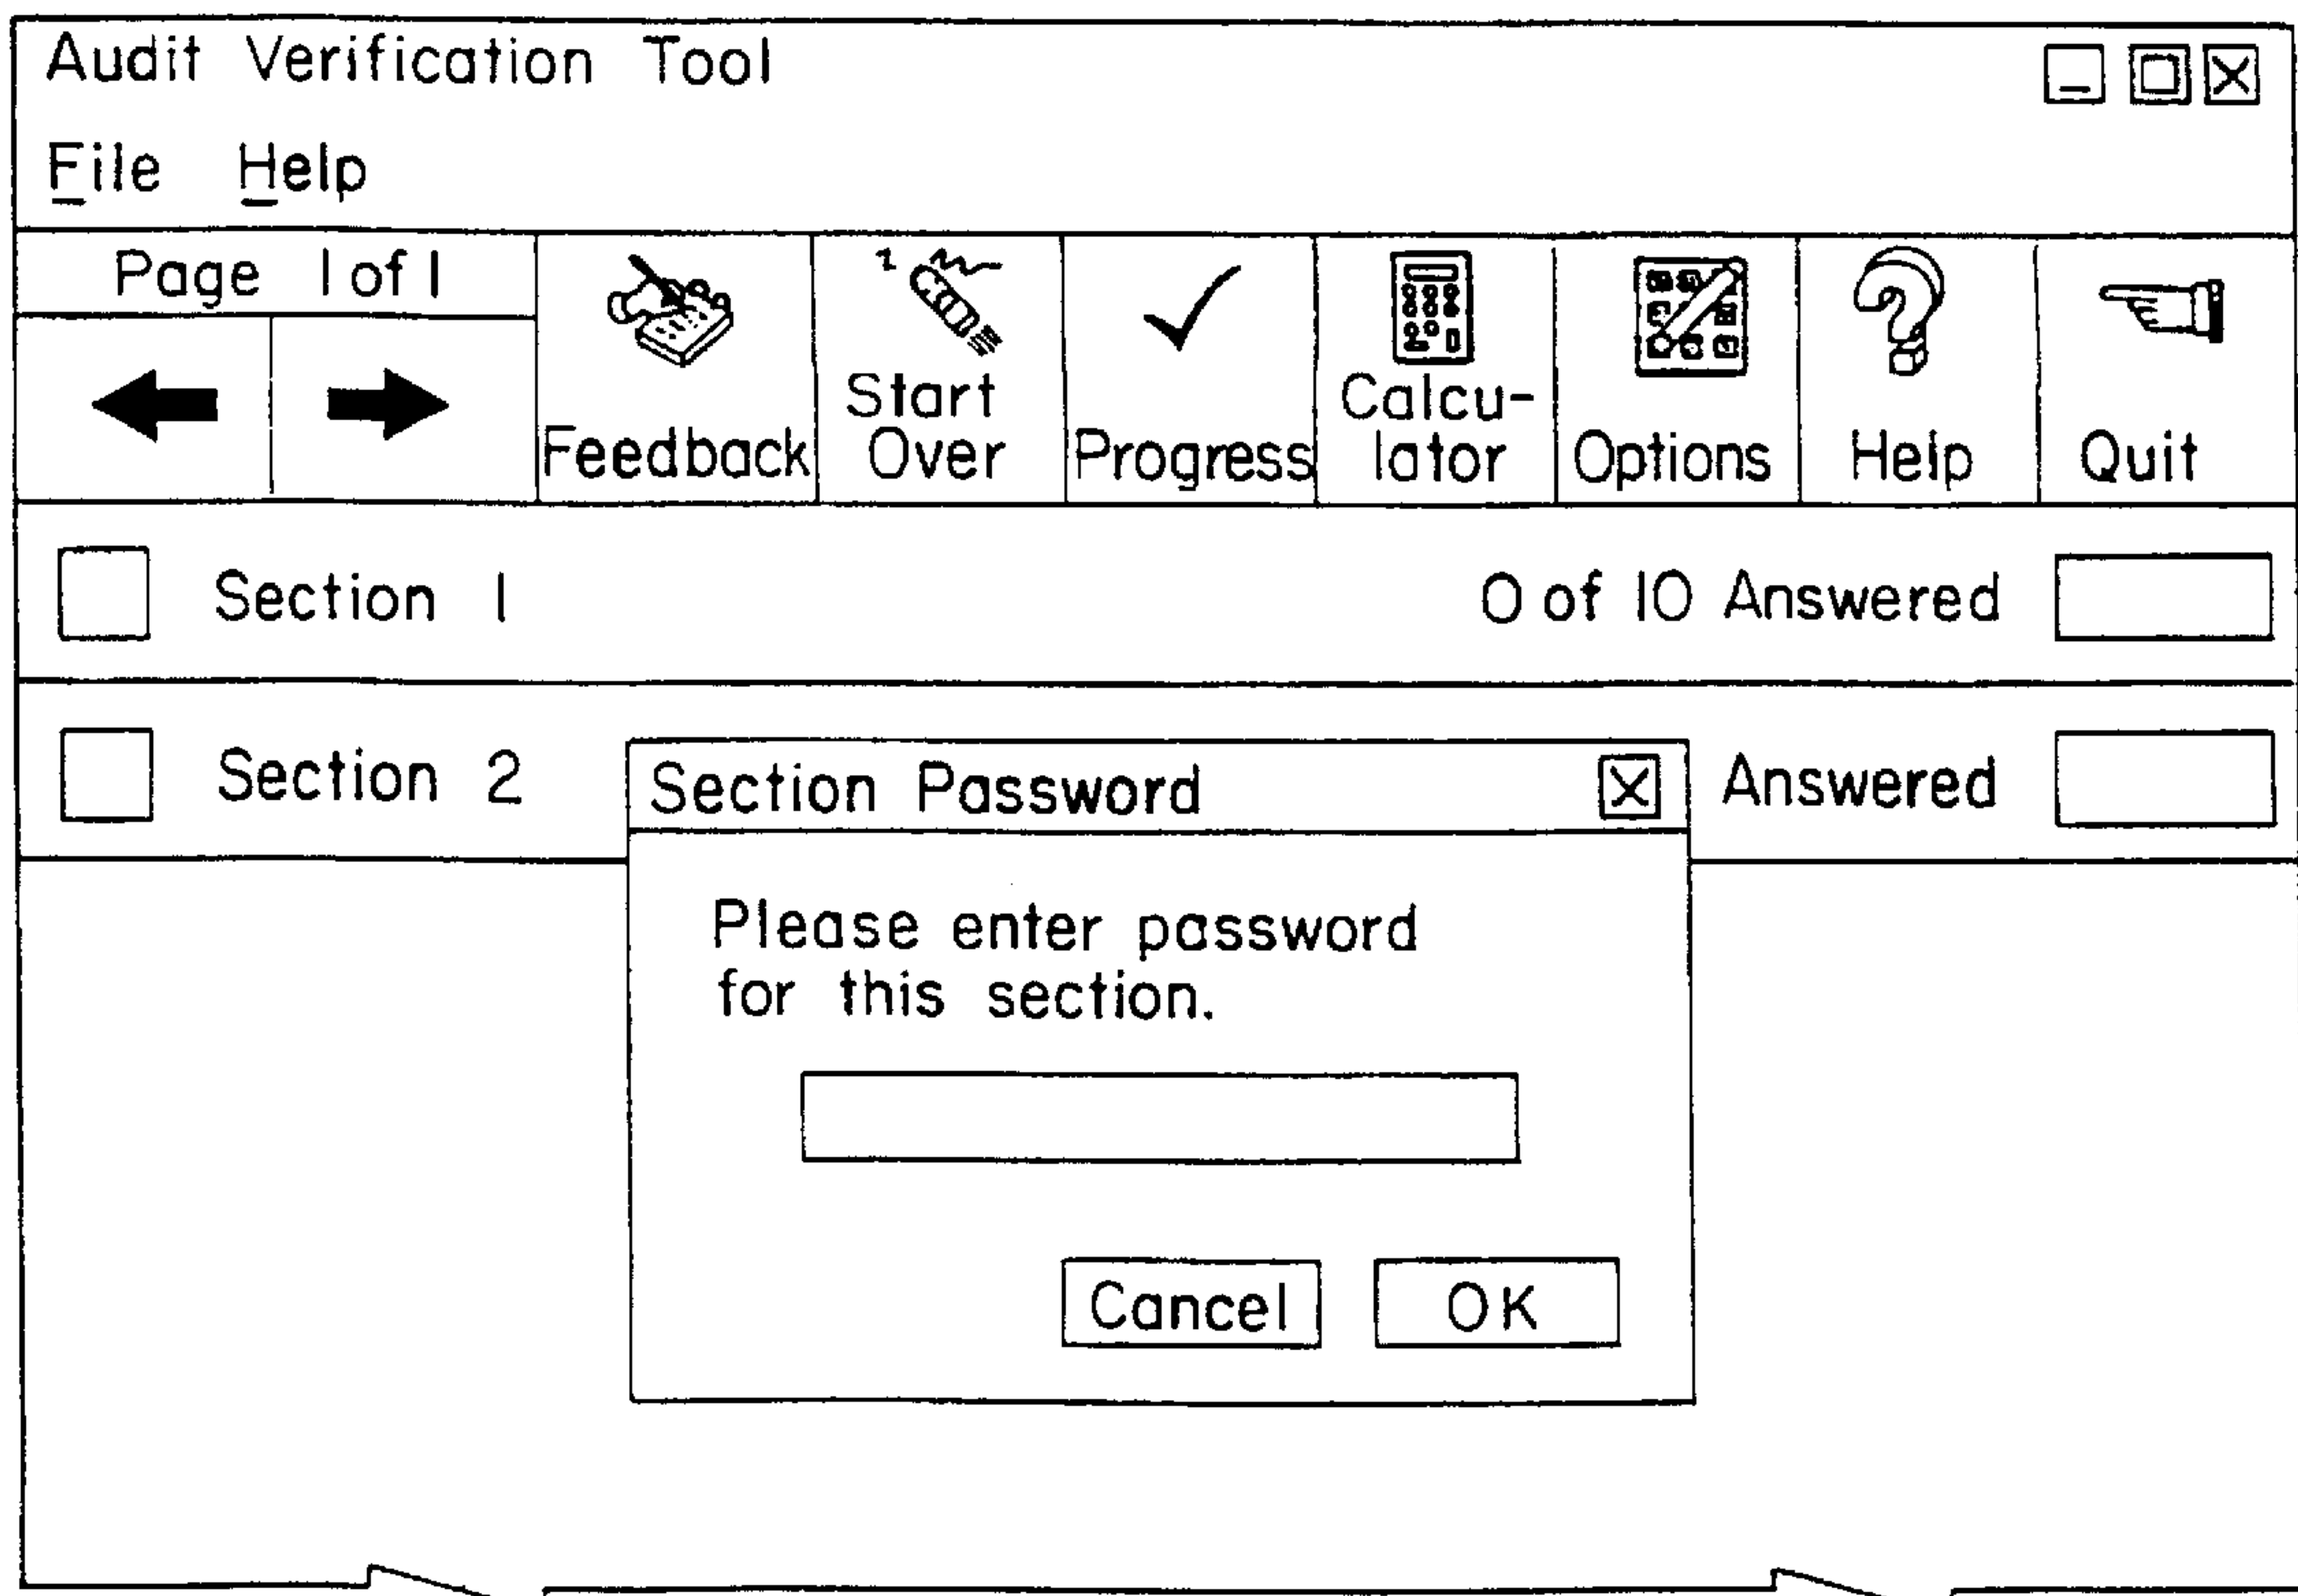 Audit Verification Tool
File Help
Page 1 of 1
Feedback
Start
Over
Progress
Calcu-
lator
Options
Help
Quit
Section 1 0 of 10 Answered
Section 2 Answered
Section Password
Please enter password
for this section.
Cancel OK